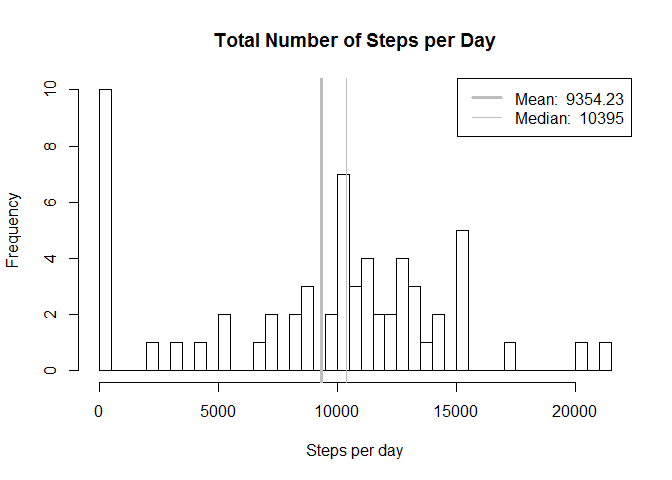 Total Number of Steps per Day
Mean: 9354.23
Median: 10395
Frequency
10
8
6
4
2
0
0 5000 10000 15000 20000
Steps per day